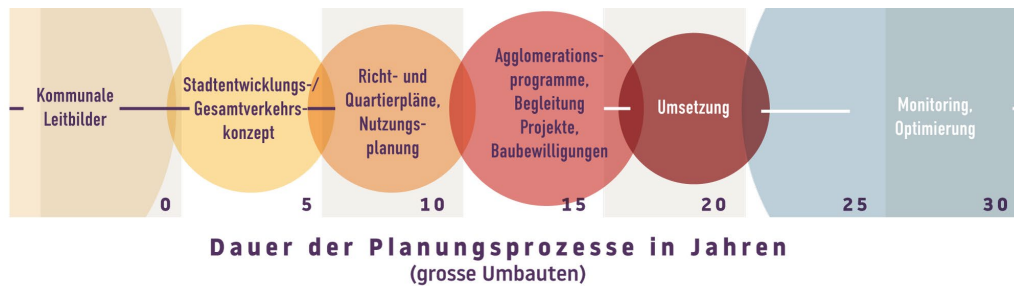 Kommunale
Leitbilder
Stadtentwicklungs-/
Gesamtverkehrs-
konzept
Richt- und
Quartierpläne,
Nutzungs-
planung
Agglomerations-
programme,
Begleitung
Projekte,
Baubewilligungen
Umsetzung
Monitoring,
Optimierung
0 5 10 15 20 25 30
Dauer der Planungsprozesse in Jahren
(grosse Umbauten)